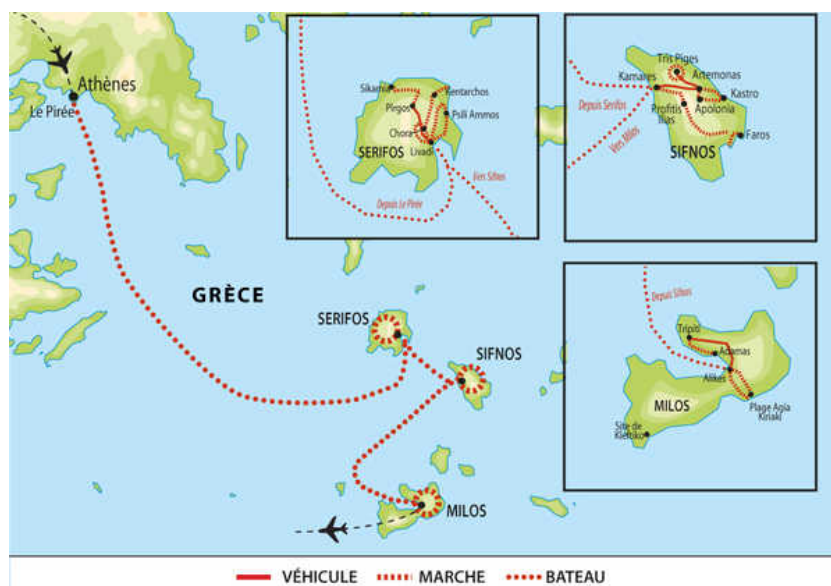 Athènes
Le Pirée
GRÈCE
SERIFOS
SIFNOS
MILOS
Sikamia
Kentarchos
Pirgos
Psili Ammos
Chora
Livadi
SERIFOS
Vers Sifnos
Depuis Le Pirée
Tris Piges
Kamares
Artemonas
Kastro
Depuis Serifos
Profitis
Ilias
Apolonia
Vers Milos
Faros
SIFNOS
Depuis Sifnos
Tripiti
Adamas
Alikes
MILOS
Plage Agia
Kiriaki
Site de
Kleftiko
VÉHICULE MARCHE BATEAU